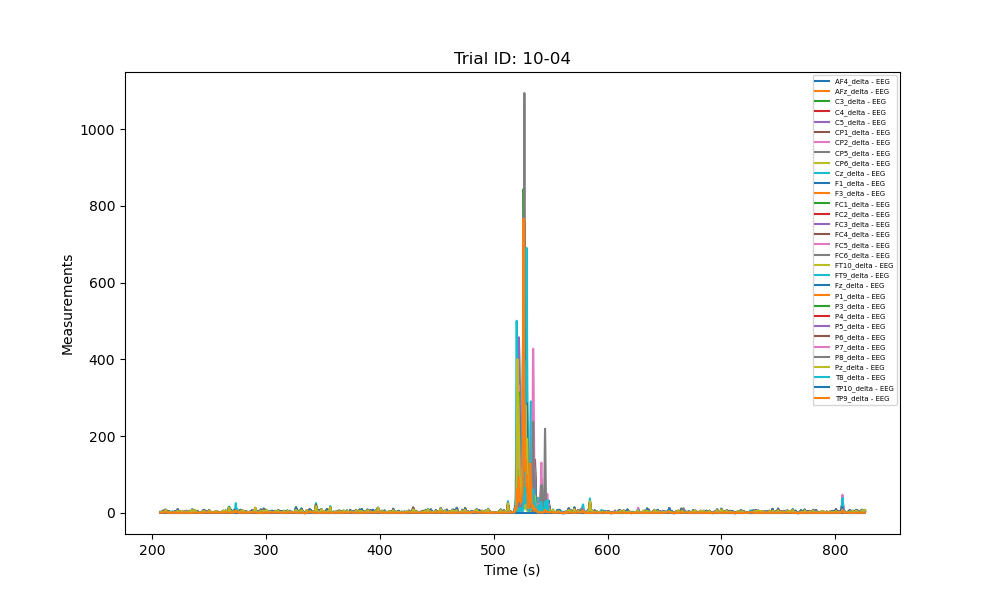 Trial ID: 10-04
Measurements
1000
800
600
400
200
0
200
300
400
500
600
700
800
Time (s)
AF4_delta - EEG
AFz_delta - EEG
C3_delta - EEG
C4_delta - EEG
C5_delta - EEG
CP1_delta - EEG
CP2_delta - EEG
CP5_delta - EEG
CP6_delta - EEG
Cz_delta - EEG
F1_delta - EEG
F3_delta - EEG
FC1_delta - EEG
FC2_delta - EEG
FC3_delta - EEG
FC4_delta - EEG
FC5_delta - EEG
FC6_delta - EEG
FT10_delta - EEG
FT9_delta - EEG
Fz_delta - EEG
P1_delta - EEG
P3_delta - EEG
P4_delta - EEG
P5_delta - EEG
P6_delta - EEG
P7_delta - EEG
P8_delta - EEG
Pz_delta - EEG
T8_delta - EEG
TP10_delta - EEG
TP9_delta - EEG